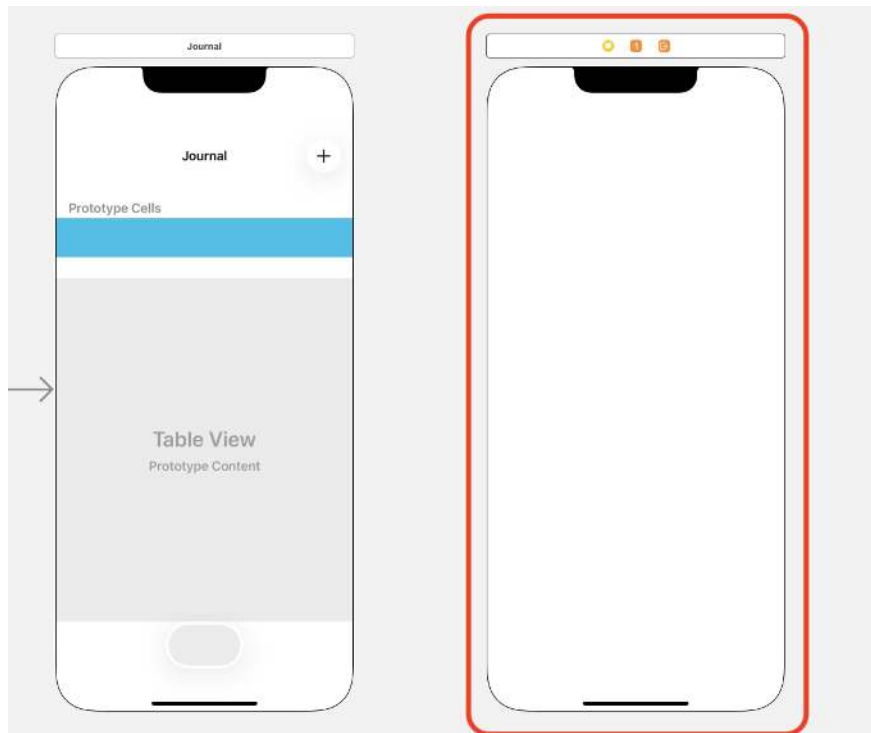 Journal
Journal +
Prototype Cells
Table View
Prototype Content